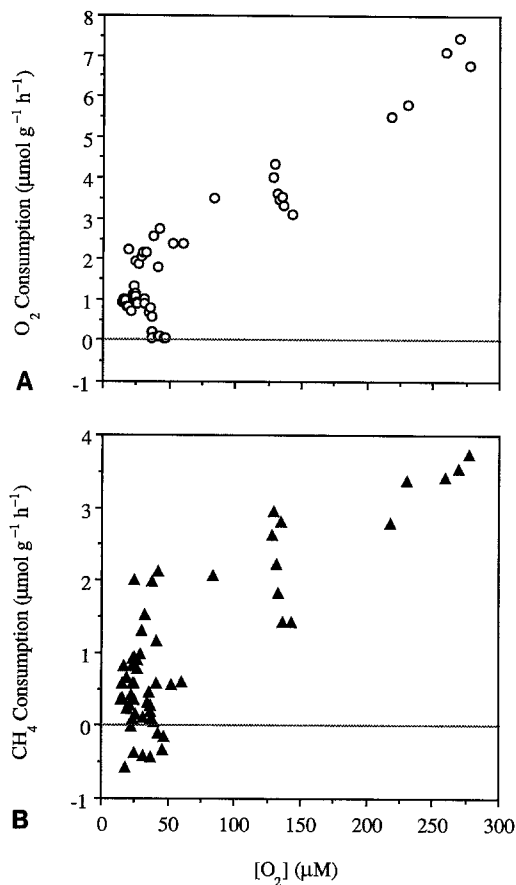 8
7
6
5
4
3
2
1
0
-1
O₂ Consumption (μmol g⁻¹ h⁻¹)
A
4
3
2
1
0
-1
CH₄ Consumption (μmol g⁻¹ h⁻¹)
B
0 50 100 150 200 250 300
[O₂] (μM)